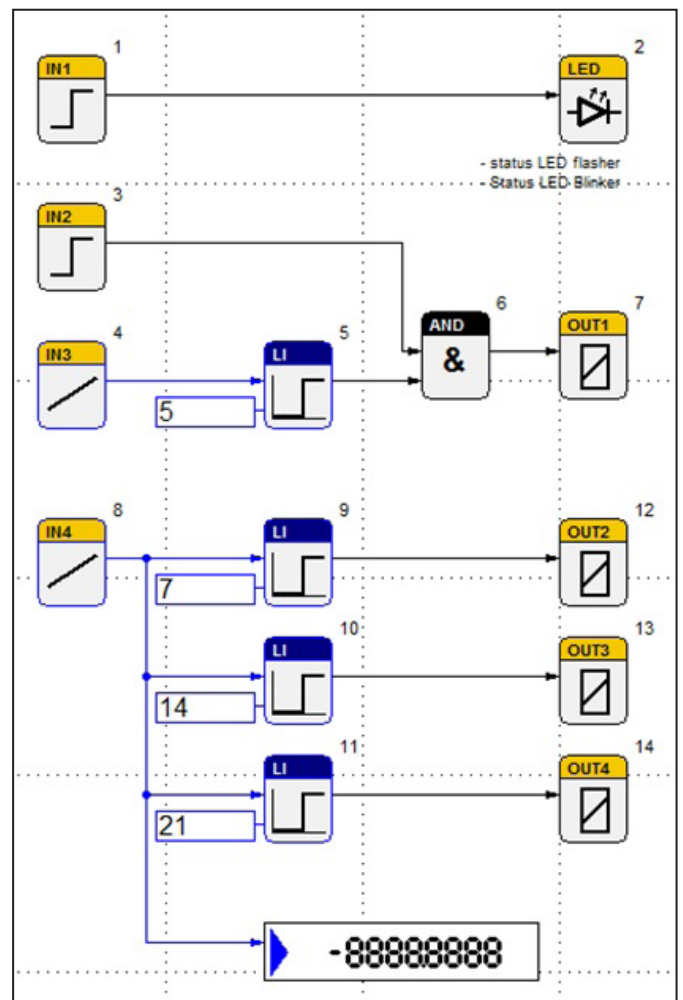 1
2
IN1
LED
- status LED flasher
- Status LED Blinker
3
IN2
4
5
6
7
IN3
LI
AND
OUT1
&
5
8
9
12
IN4
LI
OUT2
7
10
13
LI
OUT3
14
11
14
LI
OUT4
21
-8888.8888